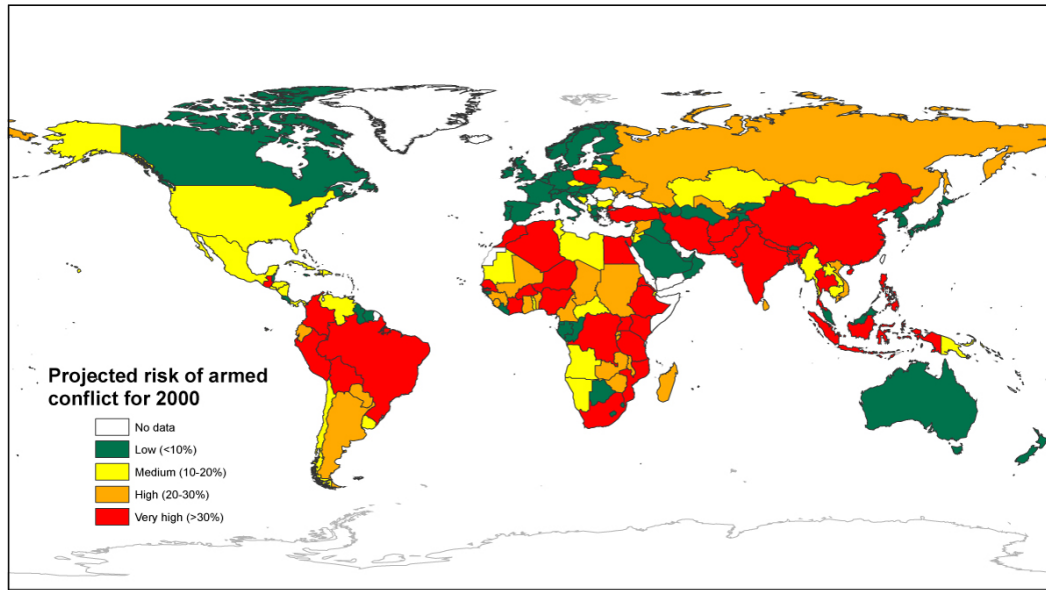 Projected risk of armed
conflict for 2000
No data
Low (<10%)
Medium (10-20%)
High (20-30%)
Very high (>30%)